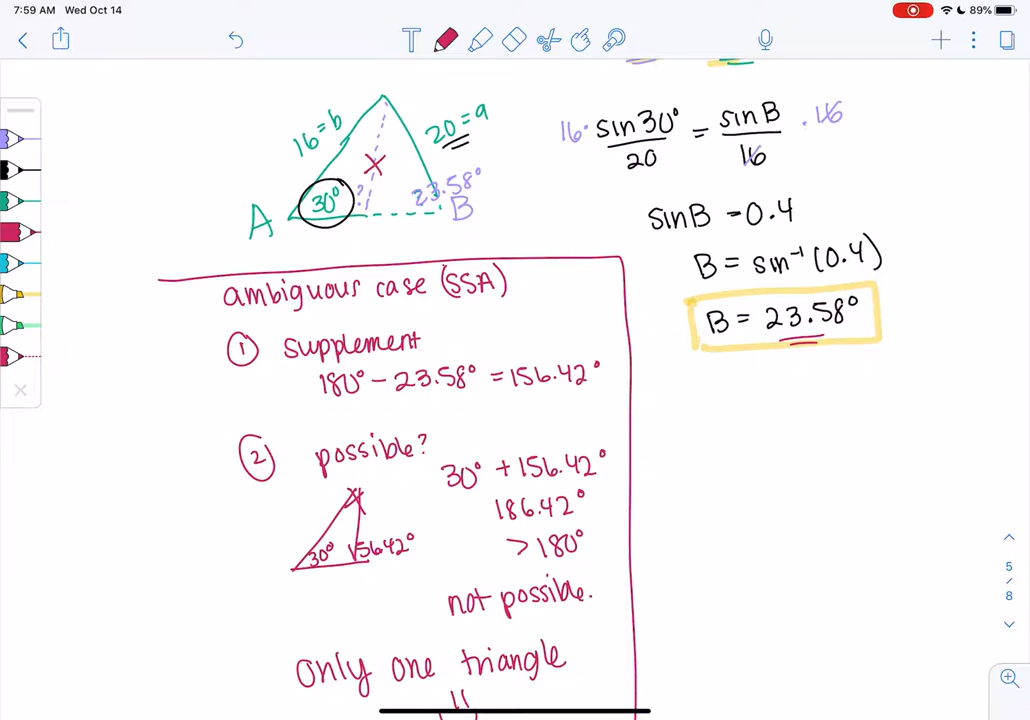 7:59 AM Wed Oct 14
89%
T
16 = b
20 = a
30°
?
23.58°
A
B
16 · sin30° / 20 = sinB / 16 · 16
sinB = 0.4
B = sin⁻¹(0.4)
B = 23.58°
ambiguous case (SSA)
① supplement
180° − 23.58° = 156.42°
② possible?
30° + 156.42°
186.42°
> 180°
not possible.
30°
156.42°
only one triangle
5
/
8